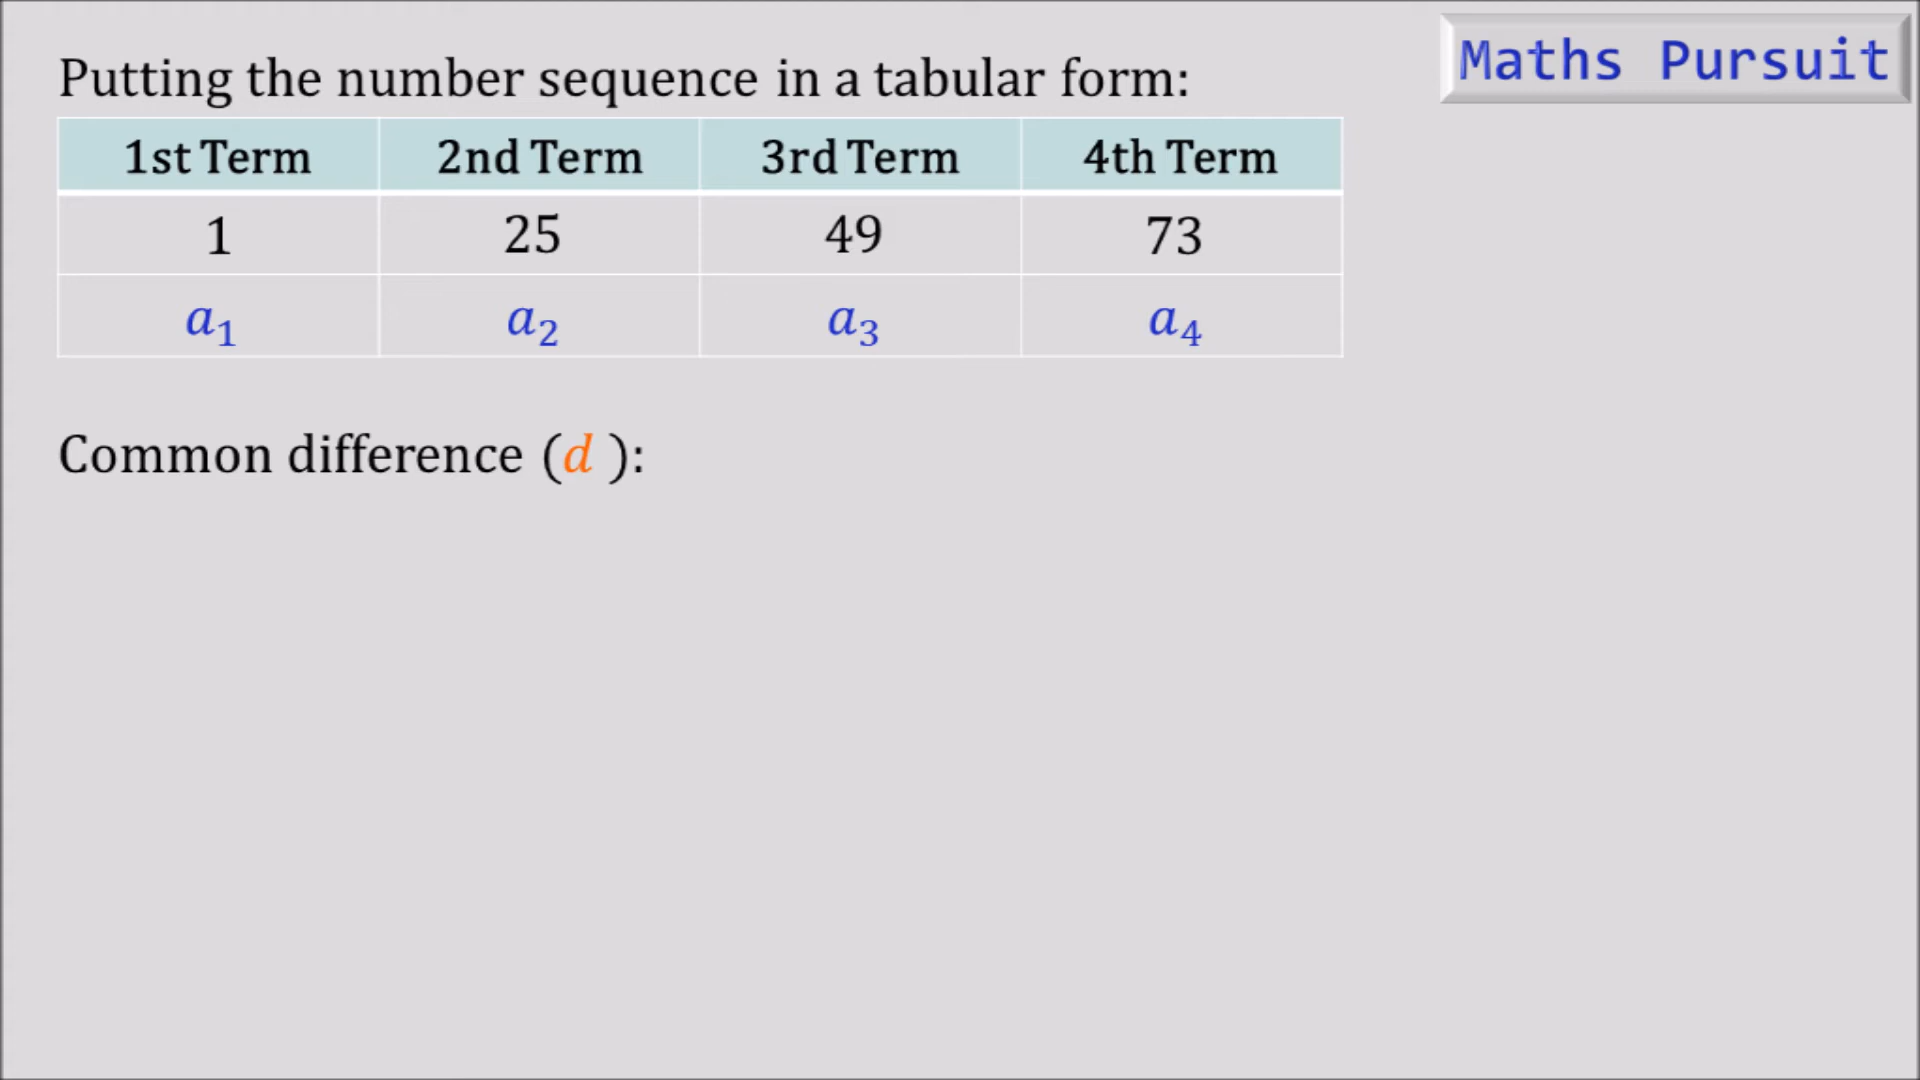 Maths Pursuit
Putting the number sequence in a tabular form:
1st Term 2nd Term 3rd Term 4th Term
1 25 49 73
a₁ a₂ a₃ a₄
Common difference (d ):